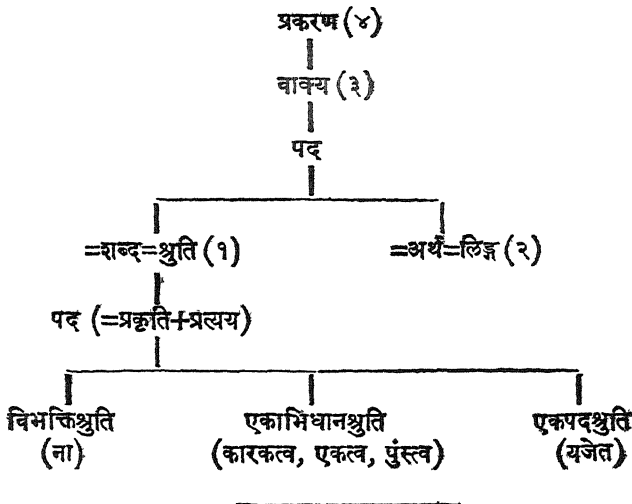 प्रकरण (४)
वाक्य (३)
पद
=शब्द=श्रुति (१) =अर्थ=लिङ्ग (२)
पद (=प्रकृति+प्रत्यय)
विभक्तिश्रुति एकाभिधानश्रुति एकपदश्रुति
(ना) (कारकत्व, एकत्व, पुंस्त्व) (यजेत)